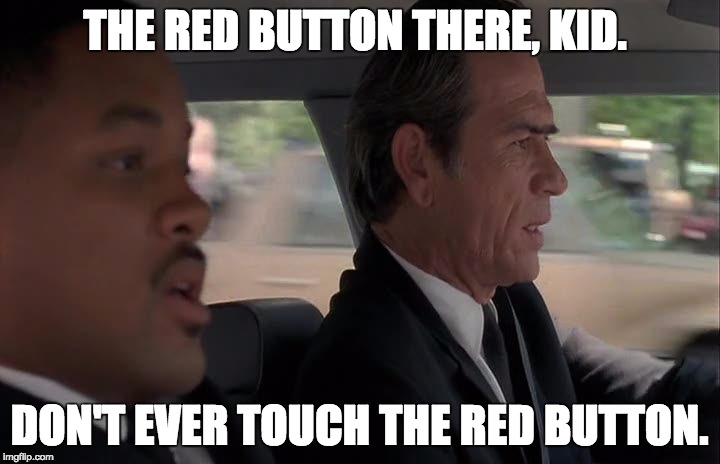 THE RED BUTTON THERE, KID.
DON'T EVER TOUCH THE RED BUTTON.
imgflip.com